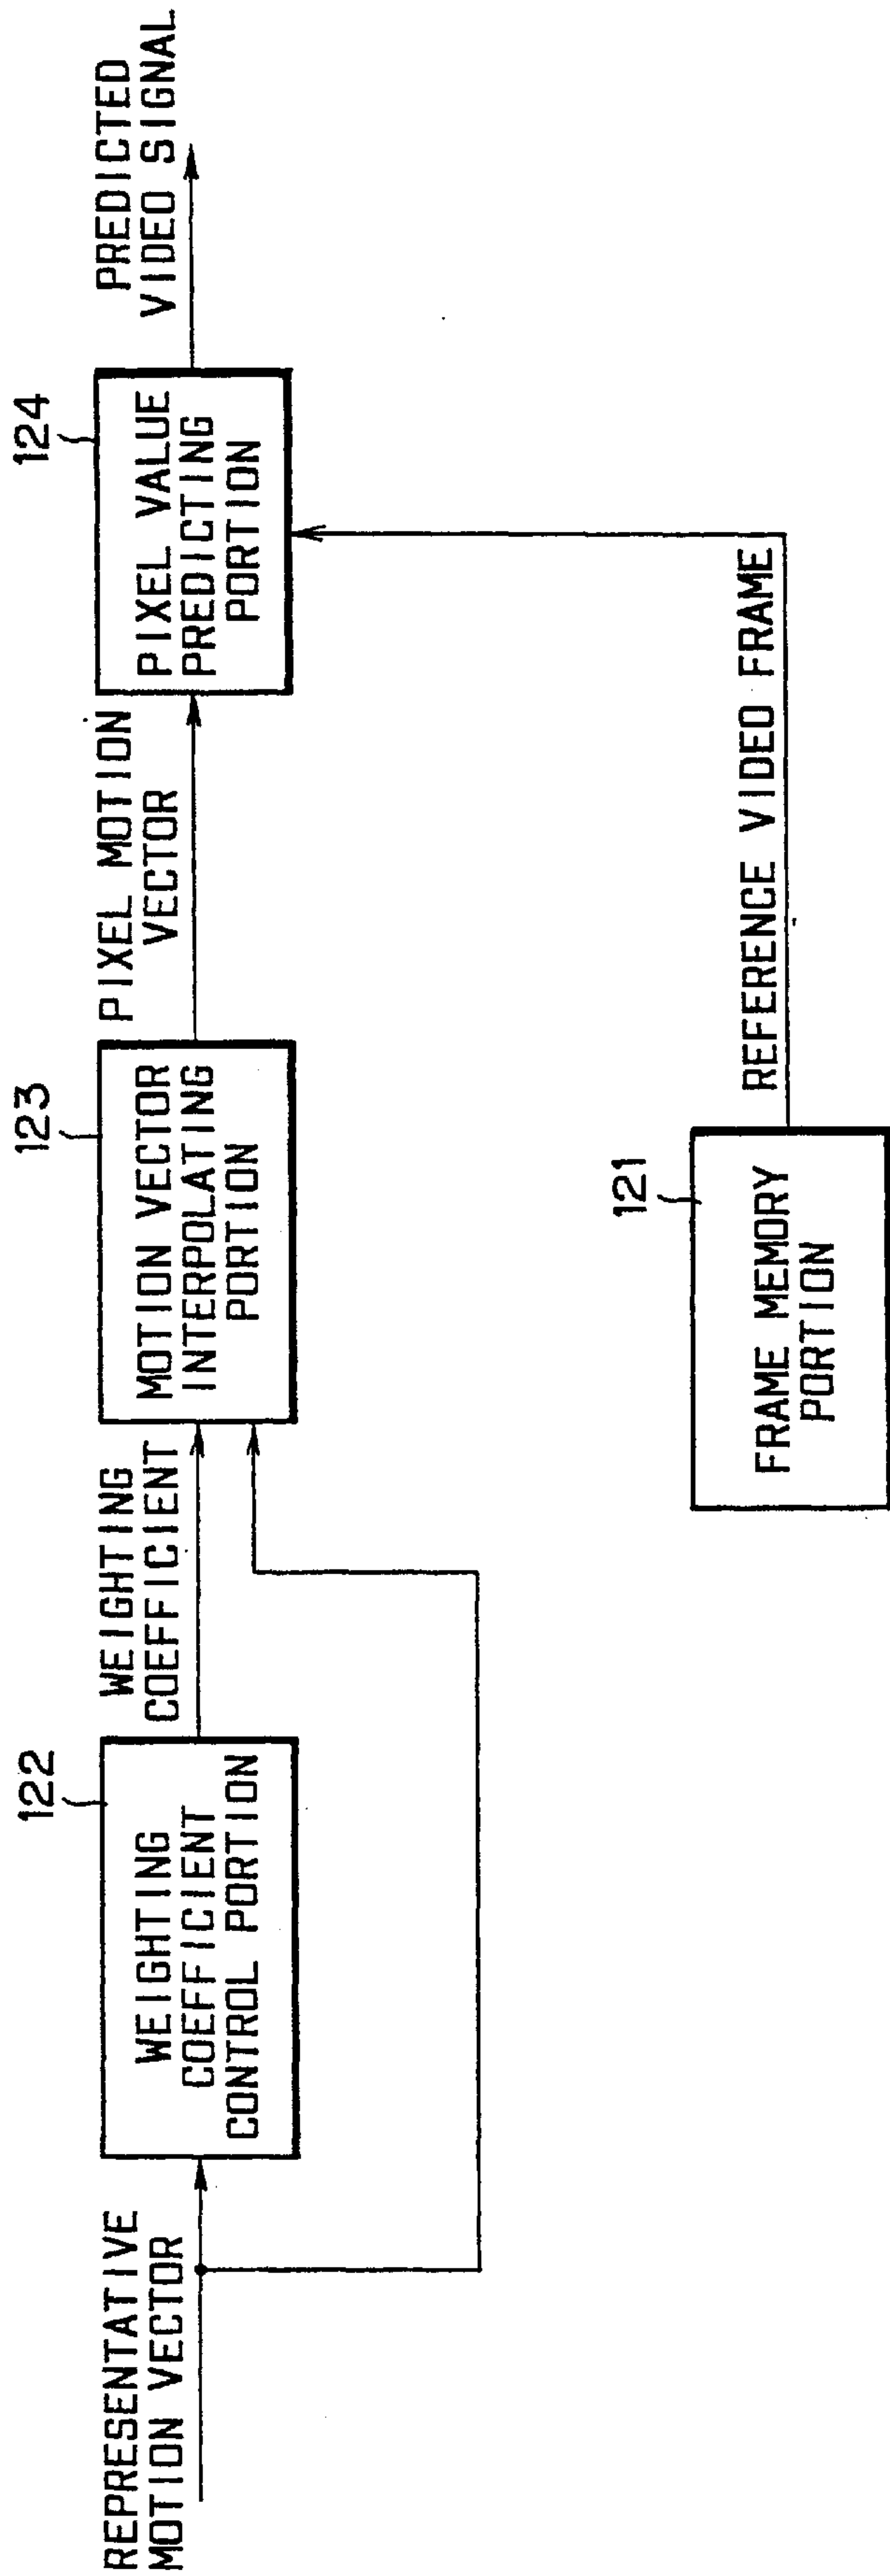 REPRESENTATIVE
MOTION VECTOR
122
WEIGHTING
COEFFICIENT
CONTROL PORTION
WEIGHTING
COEFFICIENT
123
MOTION VECTOR
INTERPOLATING
PORTION
PIXEL MOTION
VECTOR
124
PIXEL VALUE
PREDICTING
PORTION
PREDICTED
VIDEO SIGNAL
121
FRAME MEMORY
PORTION
REFERENCE VIDEO FRAME